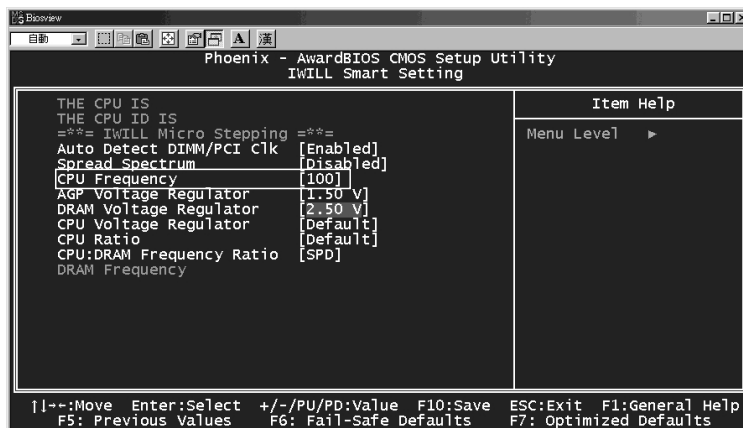 Biosview
自動
A 漢
Phoenix - AwardBIOS CMOS Setup Utility
IWILL Smart Setting
THE CPU IS
THE CPU ID IS
=**= IWILL Micro Stepping =**=
Auto Detect DIMM/PCI Clk [Enabled]
Spread Spectrum [Disabled]
CPU Frequency [100]
AGP Voltage Regulator [1.50 V]
DRAM Voltage Regulator [2.50 V]
CPU Voltage Regulator [Default]
CPU Ratio [Default]
CPU:DRAM Frequency Ratio [SPD]
DRAM Frequency
Item Help
Menu Level ►
↑↓→←:Move Enter:Select +/-/PU/PD:Value F10:Save ESC:Exit F1:General Help
F5: Previous Values F6: Fail-Safe Defaults F7: Optimized Defaults